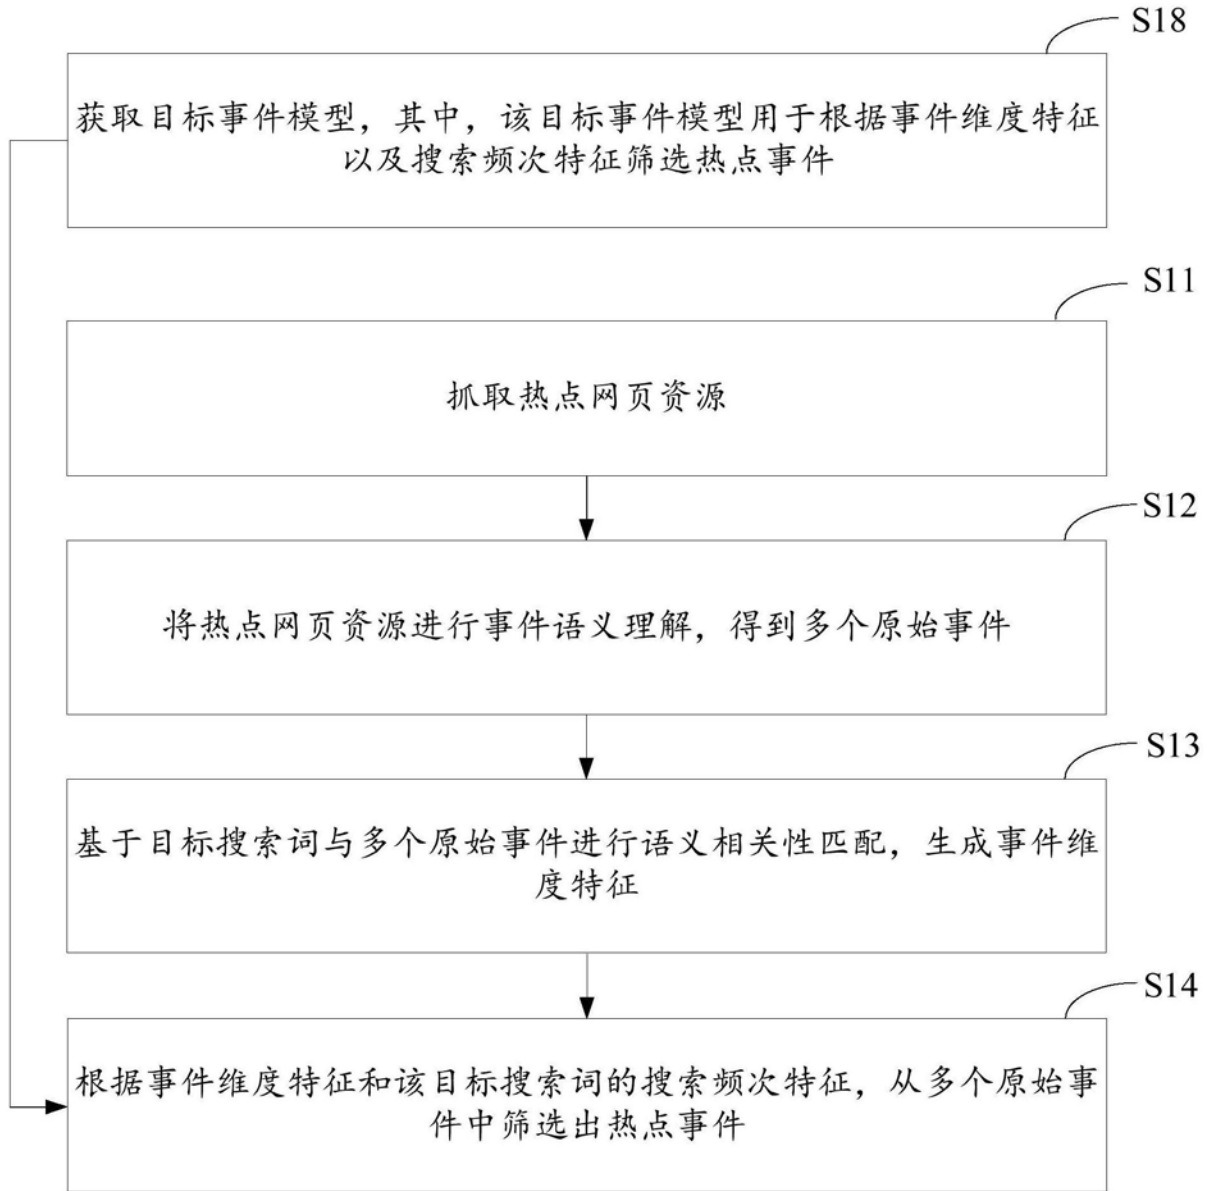 S18
获取目标事件模型，其中，该目标事件模型用于根据事件维度特征
以及搜索频次特征筛选热点事件
S11
抓取热点网页资源
S12
将热点网页资源进行事件语义理解，得到多个原始事件
S13
基于目标搜索词与多个原始事件进行语义相关性匹配，生成事件维
度特征
S14
根据事件维度特征和该目标搜索词的搜索频次特征，从多个原始事
件中筛选出热点事件